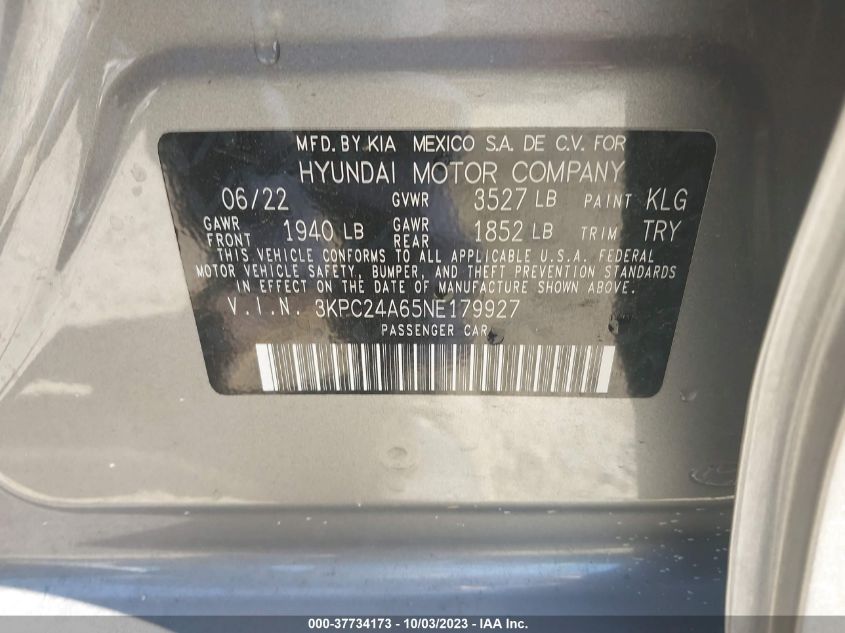 MFD. BY KIA MEXICO S.A. DE C.V. FOR
HYUNDAI MOTOR COMPANY
06/22 GVWR 3527 LB PAINT KLG
GAWR FRONT 1940 LB GAWR REAR 1852 LB TRIM TRY
THIS VEHICLE CONFORMS TO ALL APPLICABLE U.S.A. FEDERAL
MOTOR VEHICLE SAFETY, BUMPER, AND THEFT PREVENTION STANDARDS
IN EFFECT ON THE DATE OF MANUFACTURE SHOWN ABOVE.
V.I.N. 3KPC24A65NE179927
PASSENGER CAR
000-37734173 - 10/03/2023 - IAA Inc.